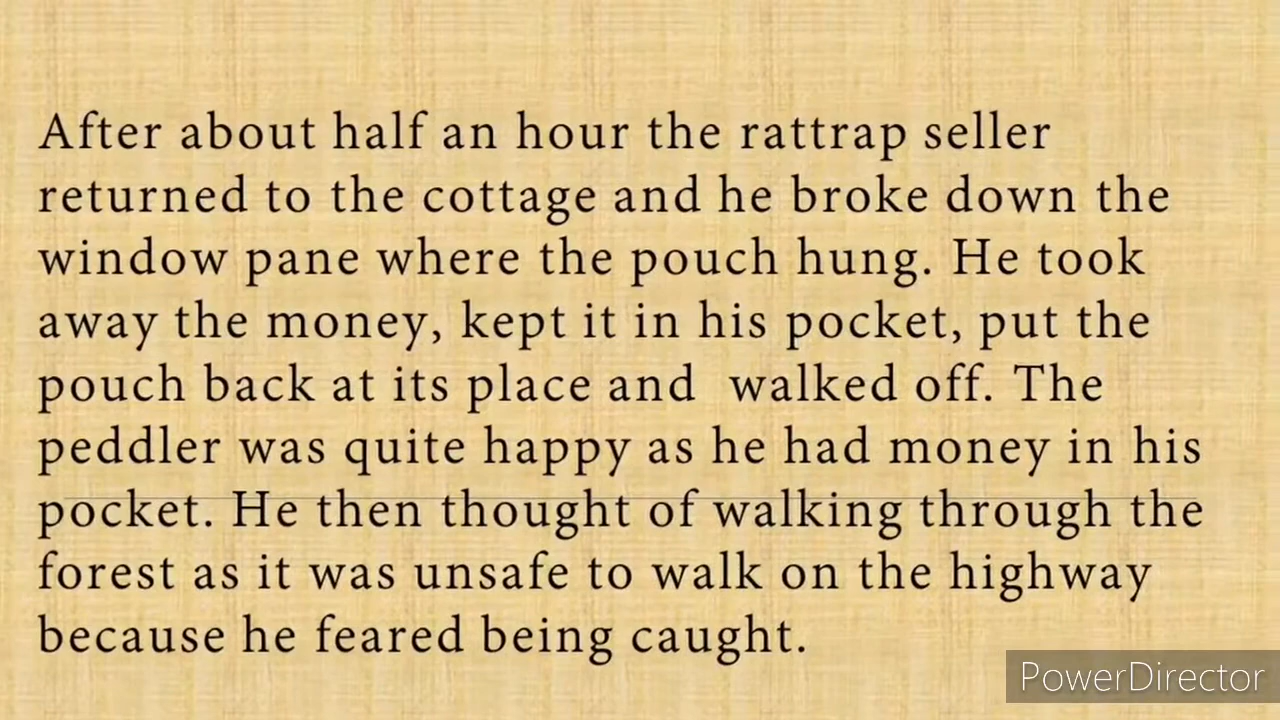 After about half an hour the rattrap seller
returned to the cottage and he broke down the
window pane where the pouch hung. He took
away the money, kept it in his pocket, put the
pouch back at its place and  walked off. The
peddler was quite happy as he had money in his
pocket. He then thought of walking through the
forest as it was unsafe to walk on the highway
because he feared being caught.
PowerDirector